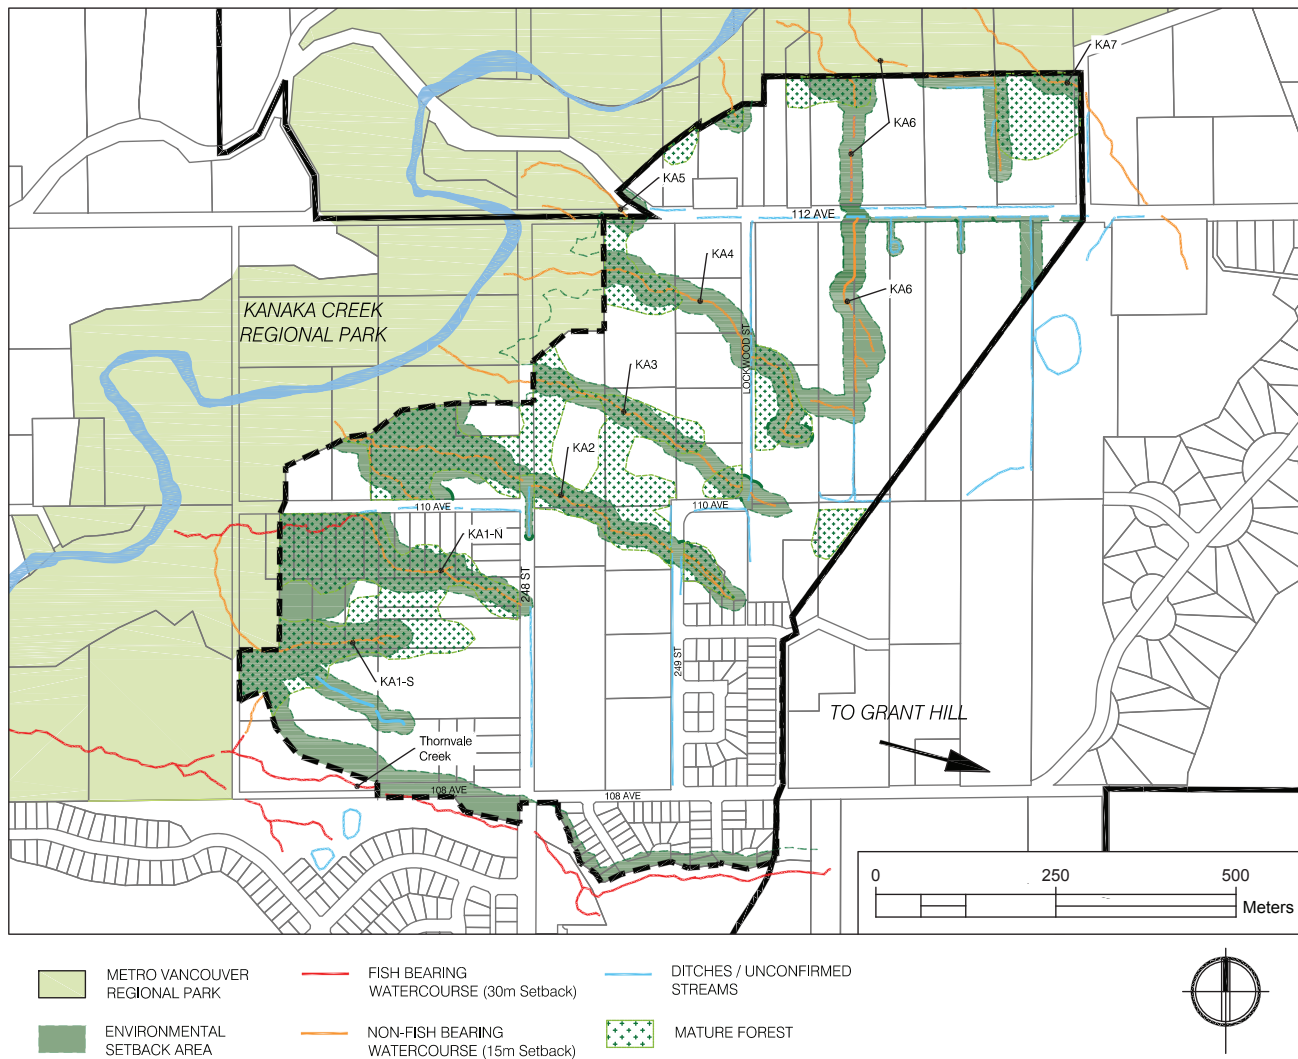 KA7
KA6
KA6
KA5
112 AVE
KA4
KA6
KANAKA CREEK
REGIONAL PARK
LOCKWOOD ST
KA3
KA2
110 AVE
110 AVE
KA1-N
248 ST
249 ST
KA1-S
TO GRANT HILL
Thornvale
Creek
108 AVE
108 AVE
0
250
500
Meters
METRO VANCOUVER
REGIONAL PARK
FISH BEARING
WATERCOURSE (30m Setback)
DITCHES / UNCONFIRMED
STREAMS
ENVIRONMENTAL
SETBACK AREA
NON-FISH BEARING
WATERCOURSE (15m Setback)
MATURE FOREST